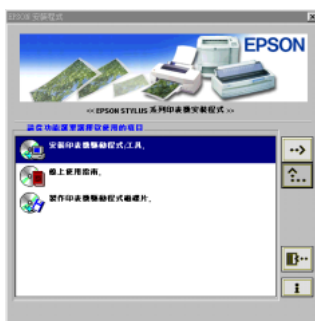 EPSON 安裝程式
EPSON
<< EPSON STYLUS 系列印表機安裝程式 >>
請從功能選單選擇欲使用的項目
安裝印表機驅動程式/工具。
線上使用指南。
製作印表機驅動程式磁碟片。